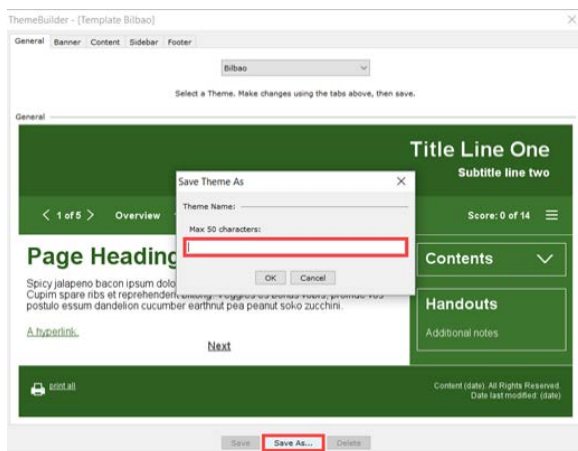 ThemeBuilder - [Template Bilbao]
General Banner Content Sidebar Footer
Bilbao
Select a Theme. Make changes using the tabs above, then save.
General
Title Line One
Subtitle line two
< 1 of 5 > Overview
Score: 0 of 14
Save Theme As
Theme Name:
Max 50 characters:
OK Cancel
Page Heading
Spicy jalapeno bacon ipsum dolo
Cupim spare ribs et reprehenderit biltong.
postulo essum dandelion cucumber earthnut pea peanut soko zucchini.
A hyperlink.
Next
Contents
Handouts
Additional notes
print all
Content (date). All Rights Reserved.
Date last modified: (date)
Save Save As... Delete